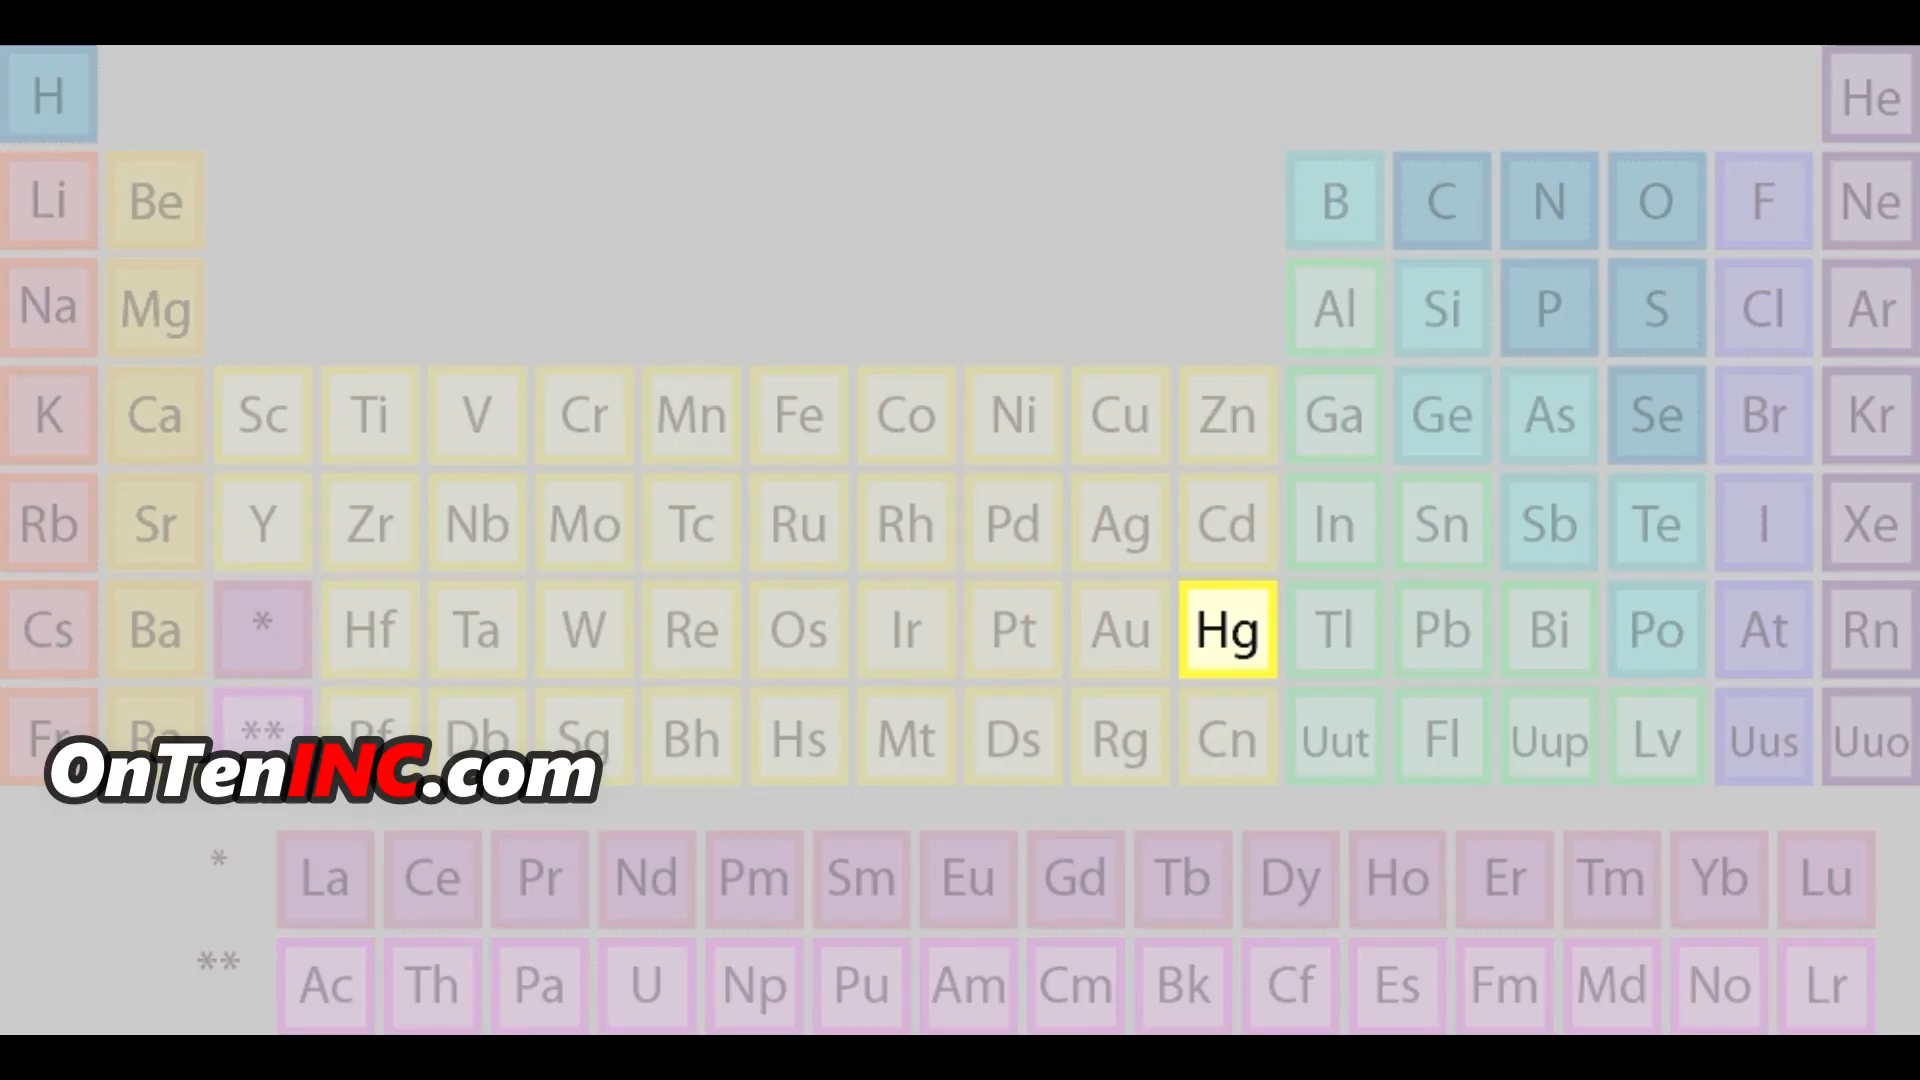 H He
Li Be B C N O F Ne
Na Mg Al Si P S Cl Ar
K Ca Sc Ti V Cr Mn Fe Co Ni Cu Zn Ga Ge As Se Br Kr
Rb Sr Y Zr Nb Mo Tc Ru Rh Pd Ag Cd In Sn Sb Te I Xe
Cs Ba * Hf Ta W Re Os Ir Pt Au Hg Tl Pb Bi Po At Rn
Fr Ra ** Rf Db Sg Bh Hs Mt Ds Rg Cn Uut Fl Uup Lv Uus Uuo
OnTenINC.com
* La Ce Pr Nd Pm Sm Eu Gd Tb Dy Ho Er Tm Yb Lu
** Ac Th Pa U Np Pu Am Cm Bk Cf Es Fm Md No Lr